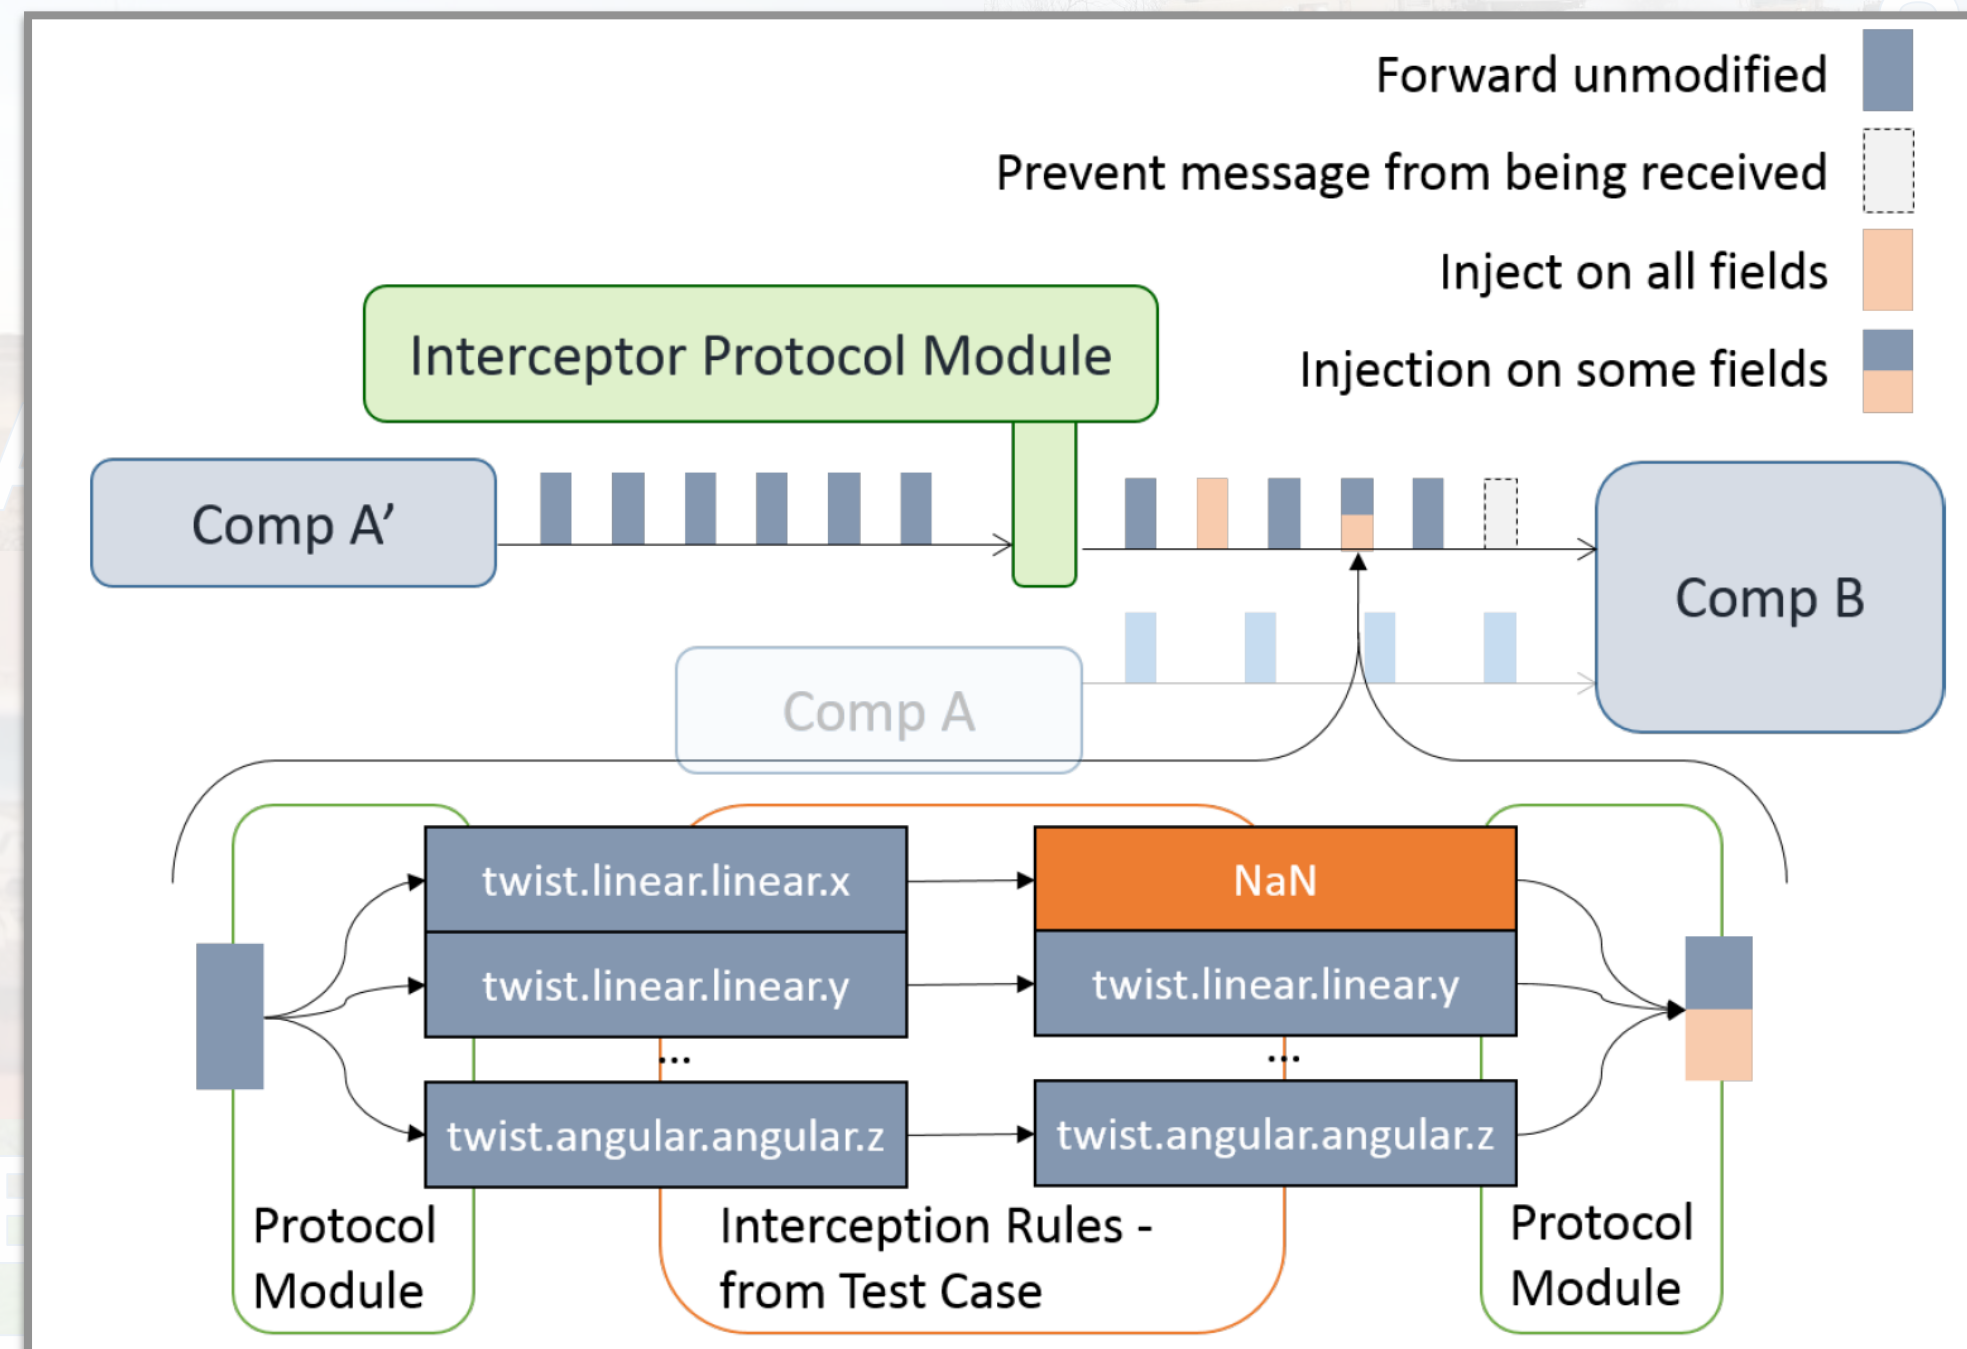 Forward unmodified
Prevent message from being received
Inject on all fields
Injection on some fields
Interceptor Protocol Module
Comp A’
Comp B
Comp A
twist.linear.linear.x
NaN
twist.linear.linear.y
twist.linear.linear.y
...
...
twist.angular.angular.z
twist.angular.angular.z
Protocol
Module
Interception Rules -
from Test Case
Protocol
Module